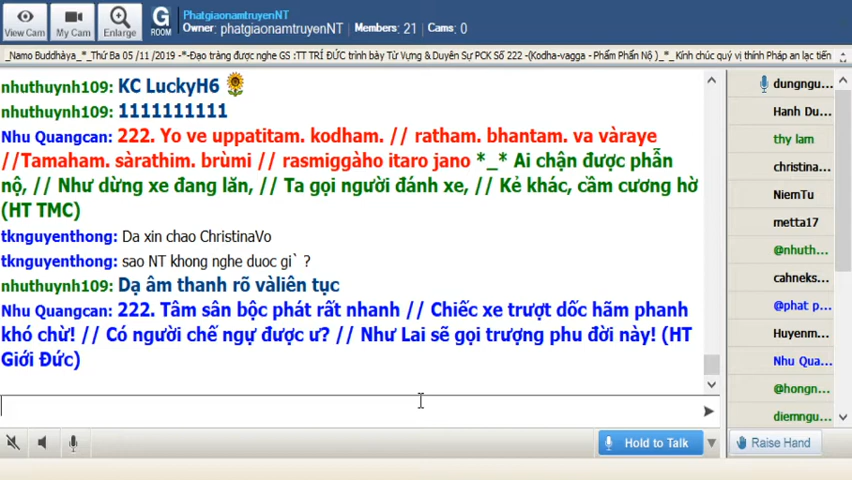 View Cam
My Cam
Enlarge
G
ROOM
PhatgiaonamtruyenNT
Owner: phatgiaonamtruyenNT
Members: 21
Cams: 0
_Namo Buddhàya_*_Thứ Ba 05 /11 /2019 -*-Đạo tràng được nghe GS :TT TRÍ ĐỨC trình bày Từ Vựng & Duyên Sự PCK Số 222 -(Kodha-vagga - Phẩm Phẩn Nộ )_*_ Kính chúc quý vị thính Pháp an lạc tiến
nhuthuynh109: KC LuckyH6
nhuthuynh109: 1111111111
Nhu Quangcan: 222. Yo ve uppatitam. kodham. // ratham. bhantam. va vàraye
//Tamaham. sàrathim. brùmi // rasmiggàho itaro jano *_* Ai chận được phẫn
nộ, // Như dừng xe đang lăn, // Ta gọi người đánh xe, // Kẻ khác, cầm cương hờ
(HT TMC)
tknguyenthong: Da xin chao ChristinaVo
tknguyenthong: sao NT khong nghe duoc gi` ?
nhuthuynh109: Dạ âm thanh rõ vàliên tục
Nhu Quangcan: 222. Tâm sân bộc phát rất nhanh // Chiếc xe trượt dốc hãm phanh
khó chừ! // Có người chế ngự được ư? // Như Lai sẽ gọi trượng phu đời này! (HT
Giới Đức)
Hold to Talk
dungngu...
Hanh Du...
thy lam
christina...
NiemTu
metta17
@nhuth...
cahneks...
@phat p...
Huyenm...
Nhu Qua...
@hongn...
diemngu...
Raise Hand